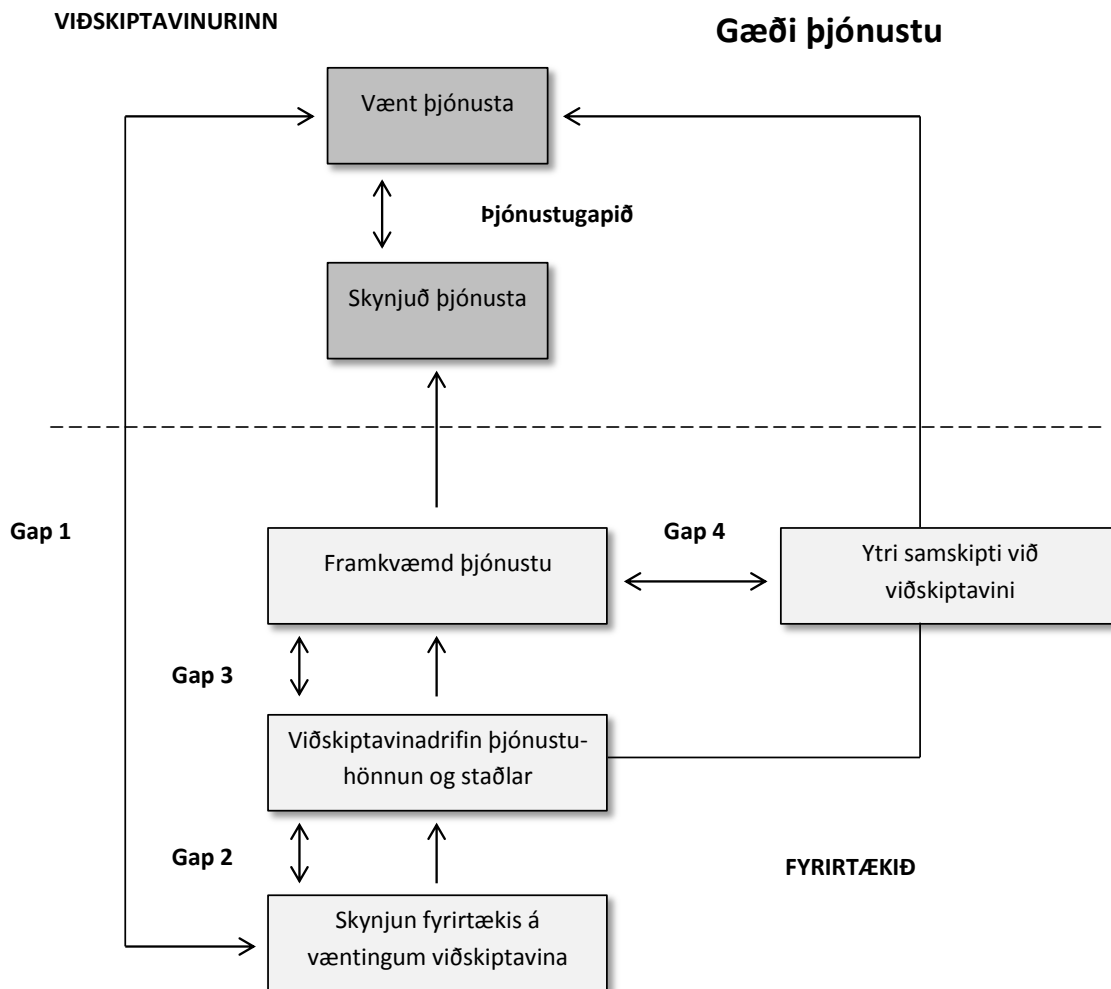 VIÐSKIPTAVINURINN
Gæði þjónustu
Vænt þjónusta
Þjónustugapið
Skynjuð þjónusta
Gap 1
Gap 4
Framkvæmd þjónustu
Ytri samskipti við
viðskiptavini
Gap 3
Viðskiptavinadrifin þjónustu-
hönnun og staðlar
Gap 2
FYRIRTÆKIÐ
Skynjun fyrirtækis á
væntingum viðskiptavina